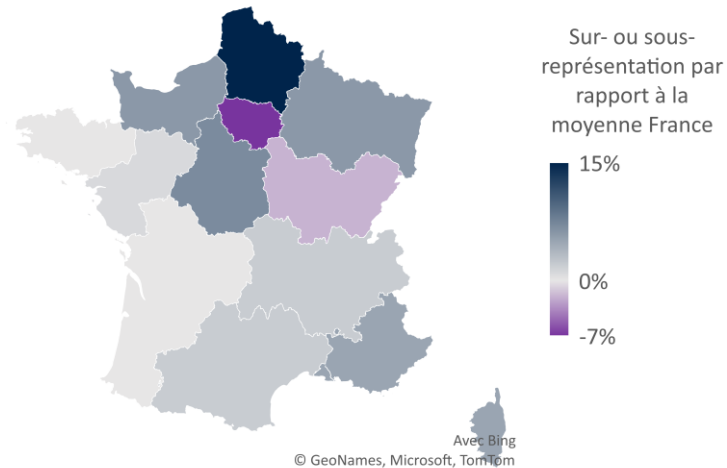 Sur- ou sous-
représentation par
rapport à la
moyenne France
15%
0%
-7%
Avec Bing
© GeoNames, Microsoft, TomTom